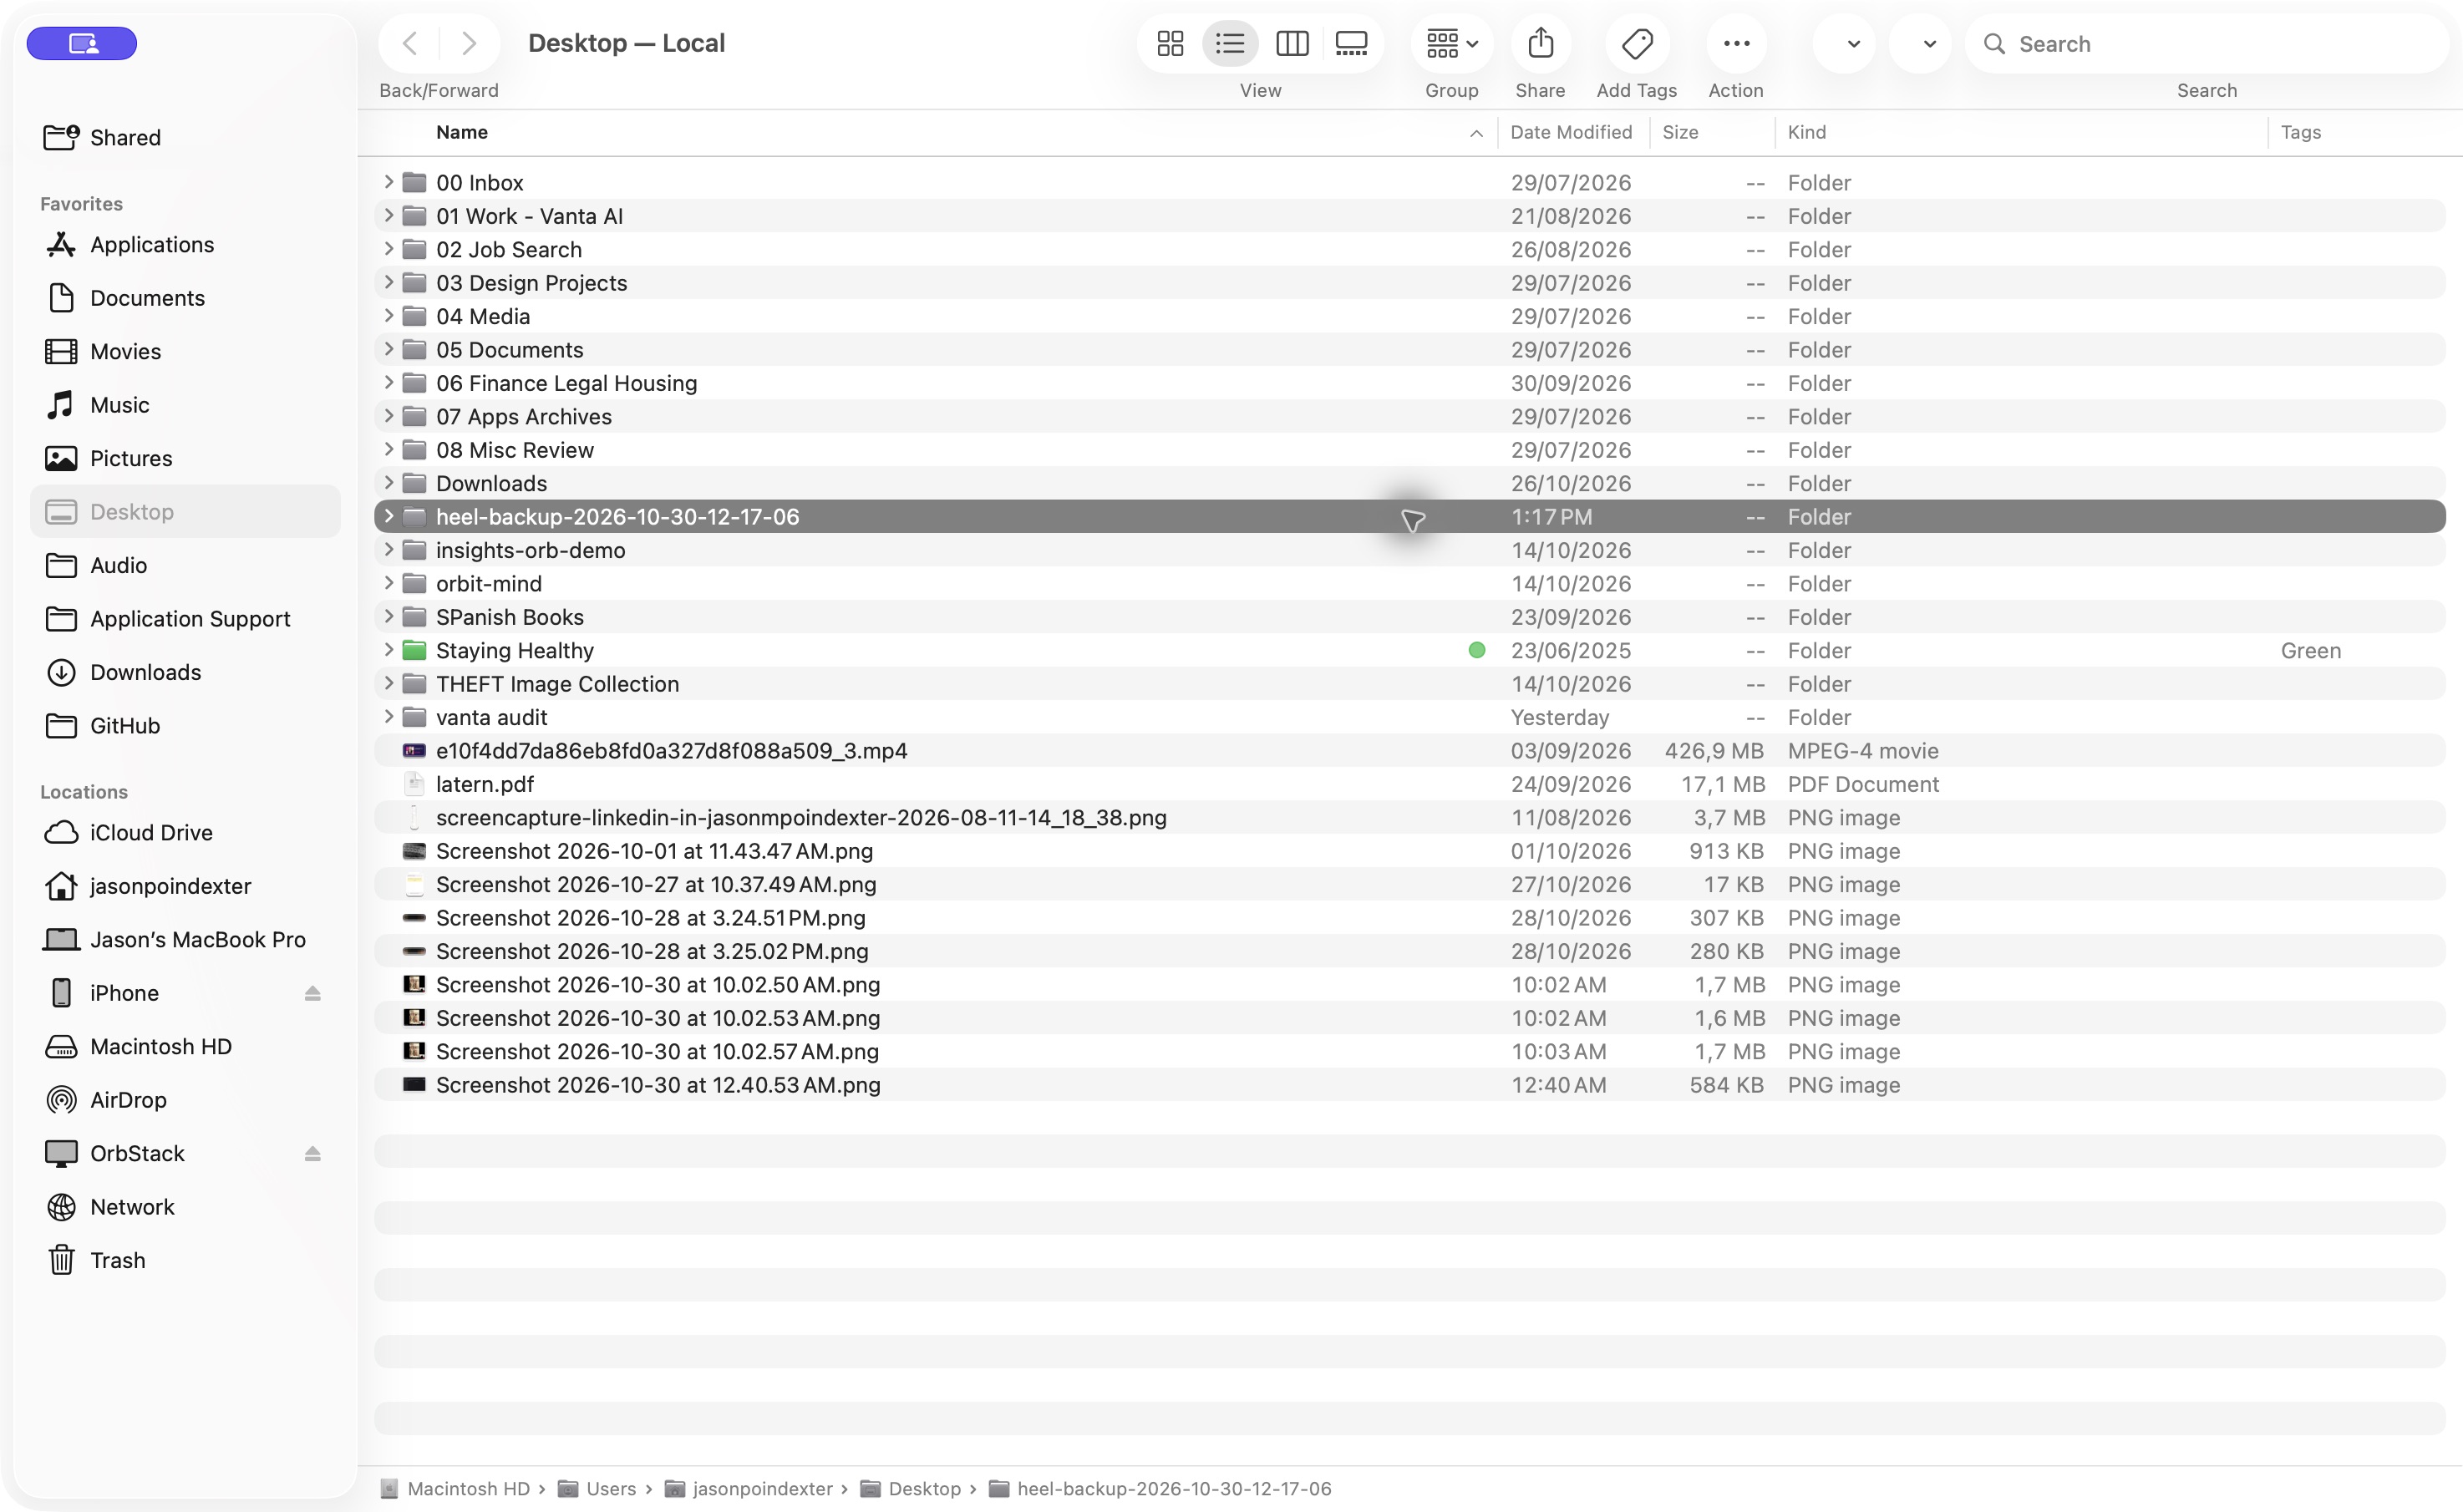 Desktop — Local
Search
Back/Forward
View
Group
Share
Add Tags
Action
Search
Shared
Favorites
Applications
Documents
Movies
Music
Pictures
Desktop
Audio
Application Support
Downloads
GitHub
Locations
iCloud Drive
jasonpoindexter
Jason’s MacBook Pro
iPhone
Macintosh HD
AirDrop
OrbStack
Network
Trash
Name Date Modified Size Kind Tags
00 Inbox 29/07/2026 -- Folder
01 Work - Vanta AI 21/08/2026 -- Folder
02 Job Search 26/08/2026 -- Folder
03 Design Projects 29/07/2026 -- Folder
04 Media 29/07/2026 -- Folder
05 Documents 29/07/2026 -- Folder
06 Finance Legal Housing 30/09/2026 -- Folder
07 Apps Archives 29/07/2026 -- Folder
08 Misc Review 29/07/2026 -- Folder
Downloads 26/10/2026 -- Folder
heel-backup-2026-10-30-12-17-06 1:17 PM -- Folder
insights-orb-demo 14/10/2026 -- Folder
orbit-mind 14/10/2026 -- Folder
SPanish Books 23/09/2026 -- Folder
Staying Healthy 23/06/2025 -- Folder Green
THEFT Image Collection 14/10/2026 -- Folder
vanta audit Yesterday -- Folder
e10f4dd7da86eb8fd0a327d8f088a509_3.mp4 03/09/2026 426,9 MB MPEG-4 movie
latern.pdf 24/09/2026 17,1 MB PDF Document
screencapture-linkedin-in-jasonmpoindexter-2026-08-11-14_18_38.png 11/08/2026 3,7 MB PNG image
Screenshot 2026-10-01 at 11.43.47 AM.png 01/10/2026 913 KB PNG image
Screenshot 2026-10-27 at 10.37.49 AM.png 27/10/2026 17 KB PNG image
Screenshot 2026-10-28 at 3.24.51 PM.png 28/10/2026 307 KB PNG image
Screenshot 2026-10-28 at 3.25.02 PM.png 28/10/2026 280 KB PNG image
Screenshot 2026-10-30 at 10.02.50 AM.png 10:02 AM 1,7 MB PNG image
Screenshot 2026-10-30 at 10.02.53 AM.png 10:02 AM 1,6 MB PNG image
Screenshot 2026-10-30 at 10.02.57 AM.png 10:03 AM 1,7 MB PNG image
Screenshot 2026-10-30 at 12.40.53 AM.png 12:40 AM 584 KB PNG image
Macintosh HD › Users › jasonpoindexter › Desktop › heel-backup-2026-10-30-12-17-06